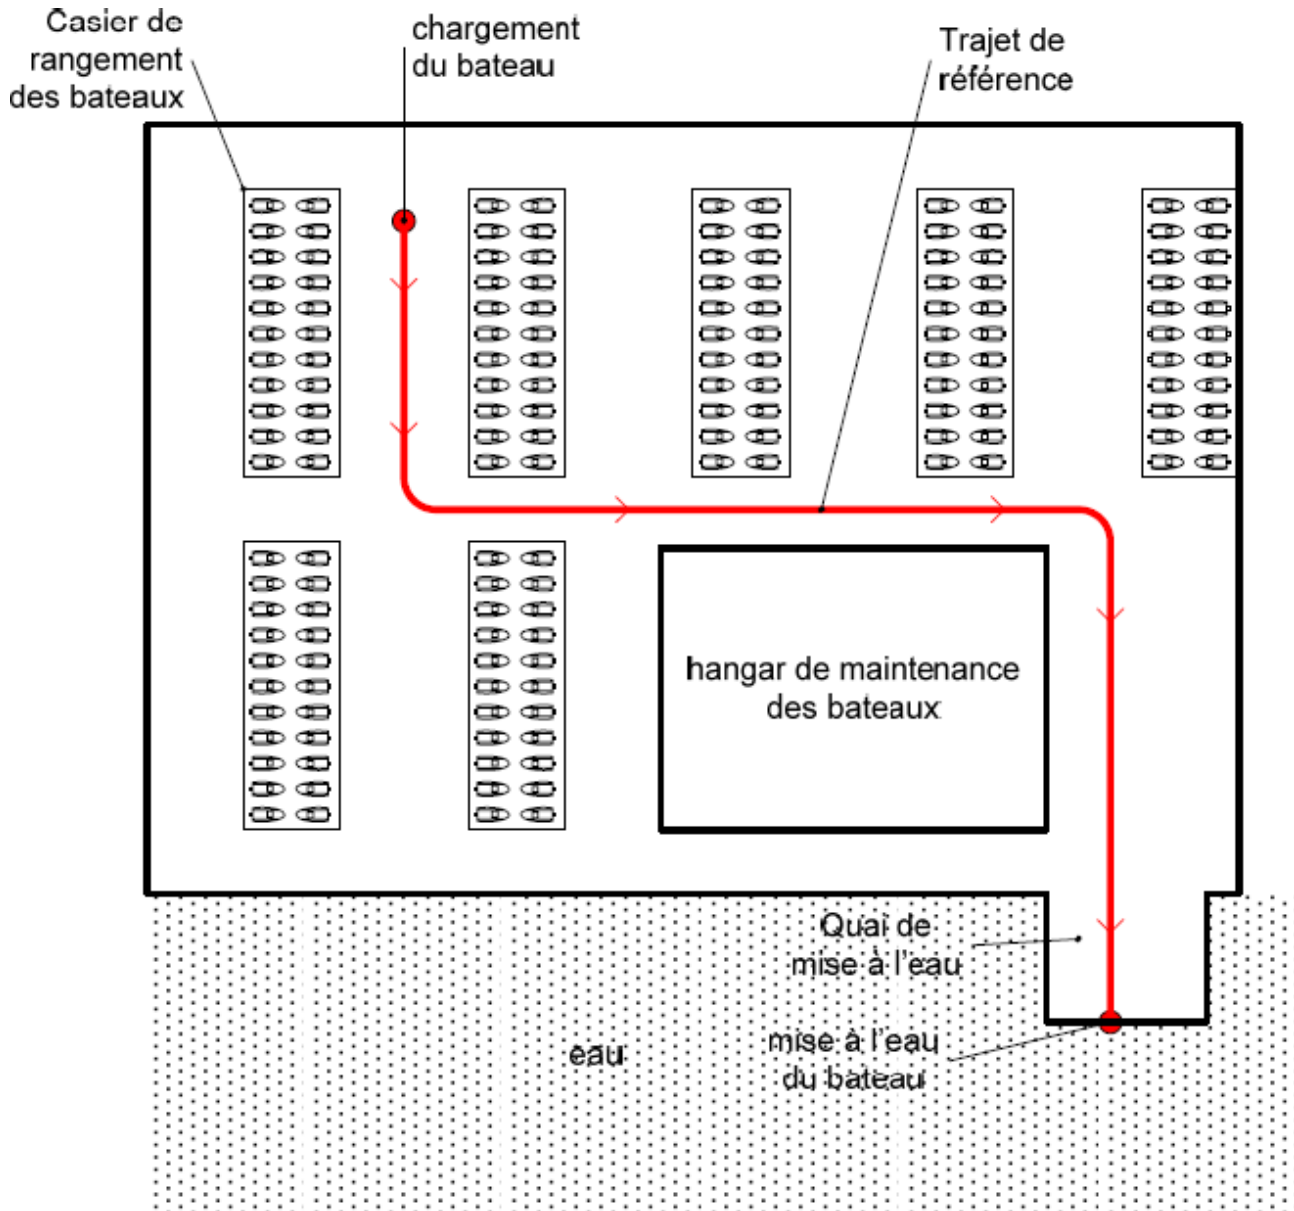 Casier de
rangement
des bateaux
chargement
du bateau
Trajet de
référence
hangar de maintenance
des bateaux
Quai de
mise à l'eau
mise à l'eau
du bateau
eau